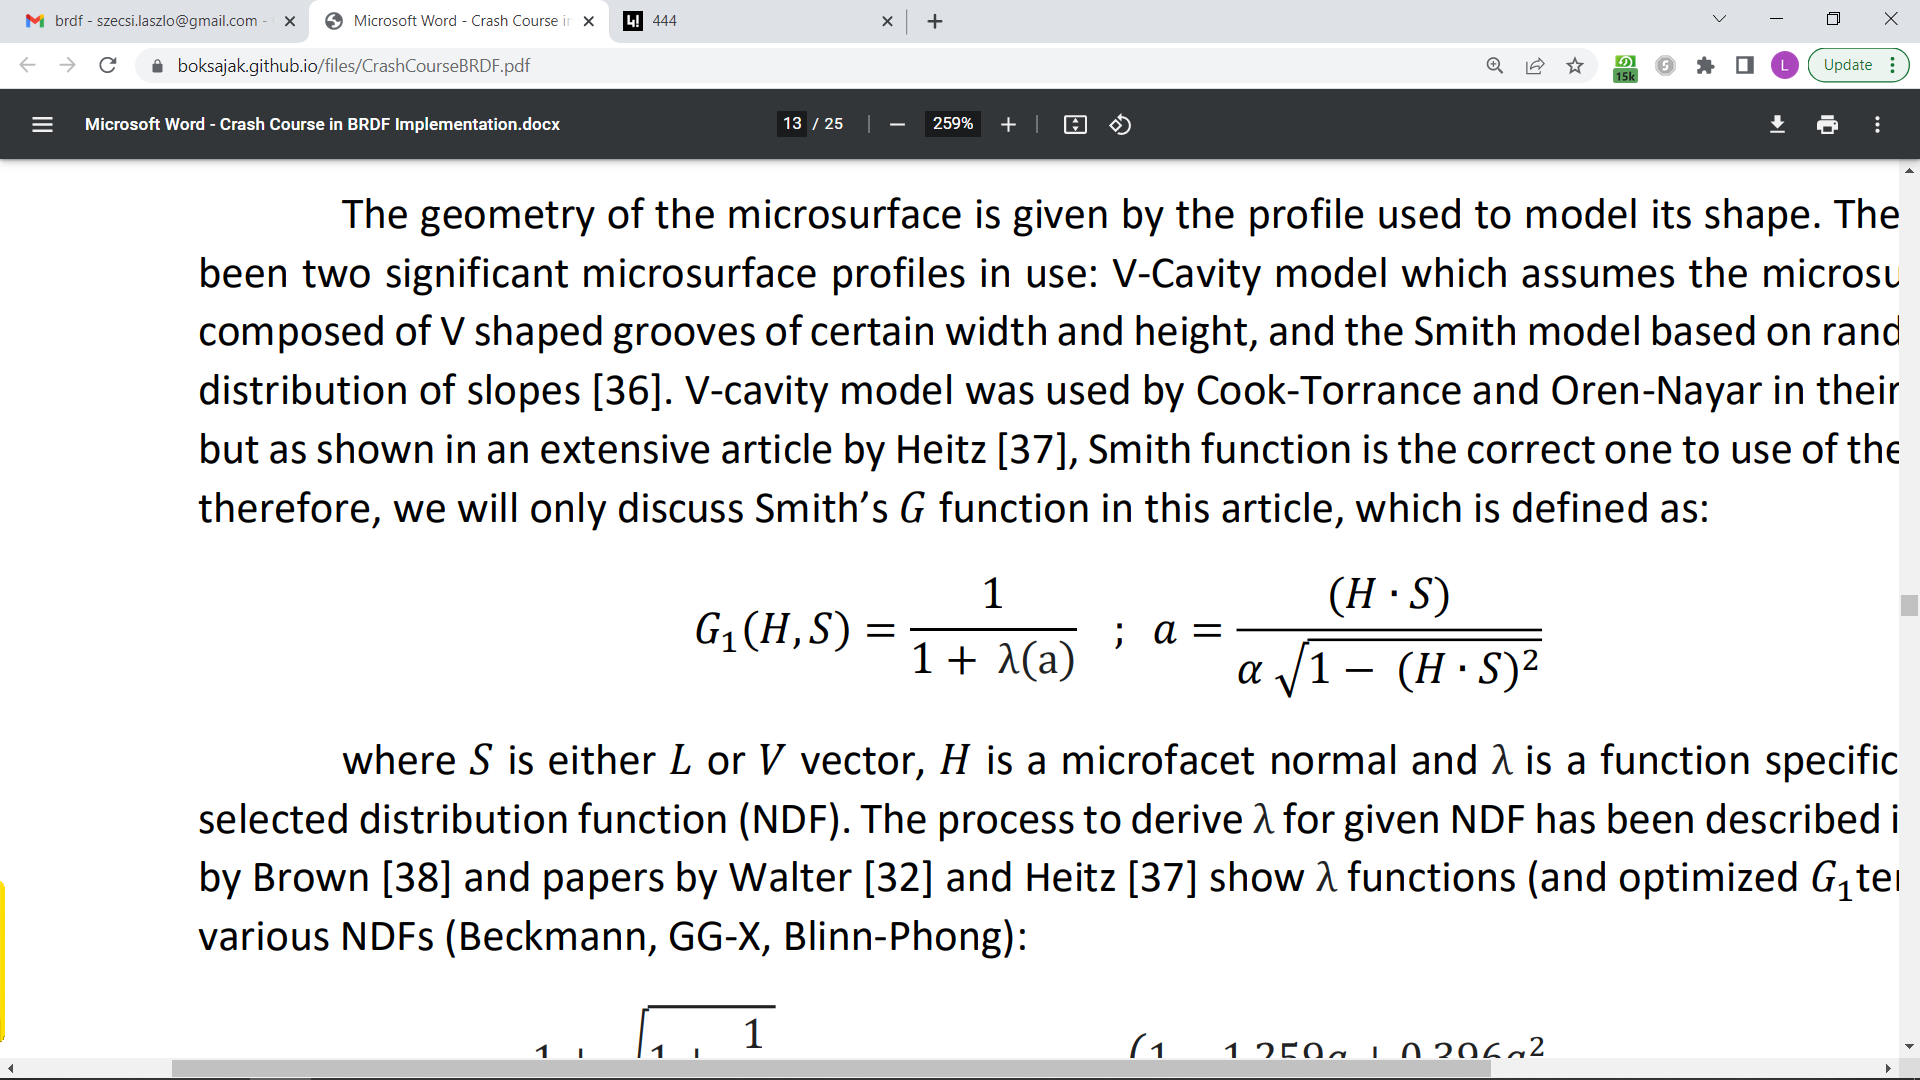 brdf - szecsi.laszlo@gmail.com -
Microsoft Word - Crash Course in
444
boksajak.github.io/files/CrashCourseBRDF.pdf
15k
L
Update
Microsoft Word - Crash Course in BRDF Implementation.docx
13 / 25
259%
The geometry of the microsurface is given by the profile used to model its shape. The
been two significant microsurface profiles in use: V-Cavity model which assumes the microsu
composed of V shaped grooves of certain width and height, and the Smith model based on rand
distribution of slopes [36]. V-cavity model was used by Cook-Torrance and Oren-Nayar in their
but as shown in an extensive article by Heitz [37], Smith function is the correct one to use of the
therefore, we will only discuss Smith’s G function in this article, which is defined as:
G₁(H, S) = 1 / (1 + λ(a)) ; a = (H · S) / (α √(1 − (H · S)²))
where S is either L or V vector, H is a microfacet normal and λ is a function specific
selected distribution function (NDF). The process to derive λ for given NDF has been described i
by Brown [38] and papers by Walter [32] and Heitz [37] show λ functions (and optimized G₁ ter
various NDFs (Beckmann, GG-X, Blinn-Phong):